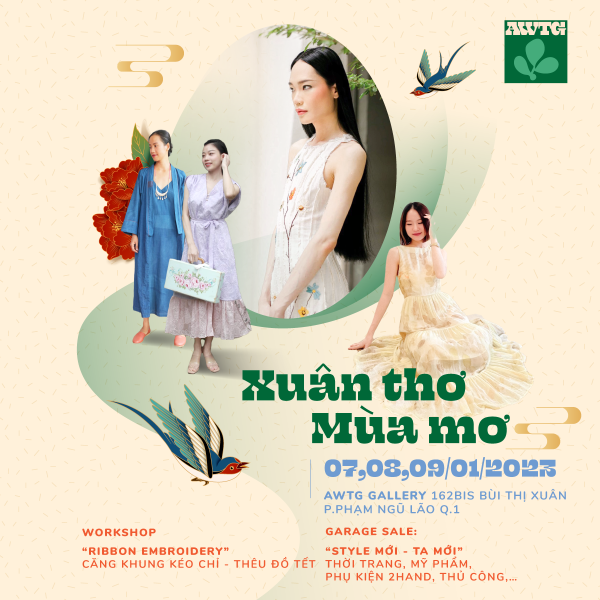 AWTG
Xuân thơ
Mùa mơ
07,08,09/01/2023
AWTG GALLERY 162BIS BÙI THỊ XUÂN
P.PHẠM NGŨ LÃO Q.1
WORKSHOP
“RIBBON EMBROIDERY”
CĂNG KHUNG KÉO CHỈ - THÊU ĐỒ TẾT
GARAGE SALE:
“STYLE MỚI - TA MỚI”
THỜI TRANG, MỸ PHẨM,
PHỤ KIỆN 2HAND, THỦ CÔNG,...